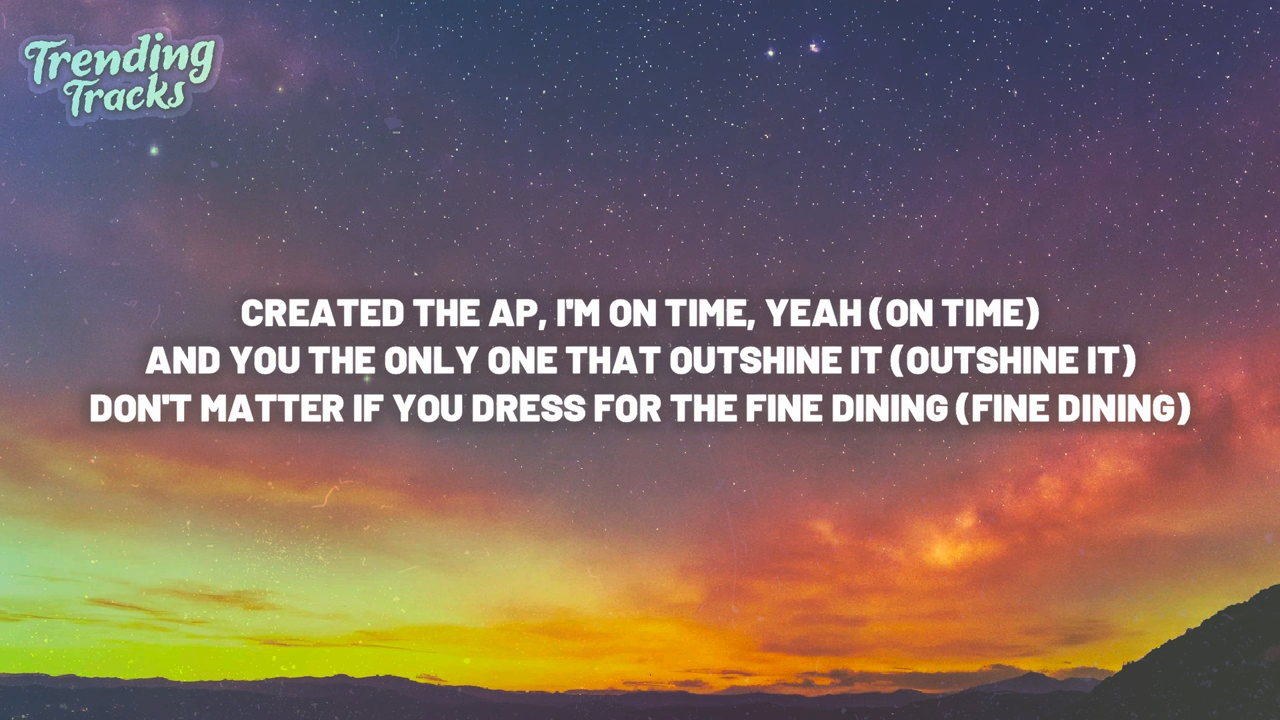 Trending
Tracks
CREATED THE AP, I'M ON TIME, YEAH (ON TIME)
AND YOU THE ONLY ONE THAT OUTSHINE IT (OUTSHINE IT)
DON'T MATTER IF YOU DRESS FOR THE FINE DINING (FINE DINING)